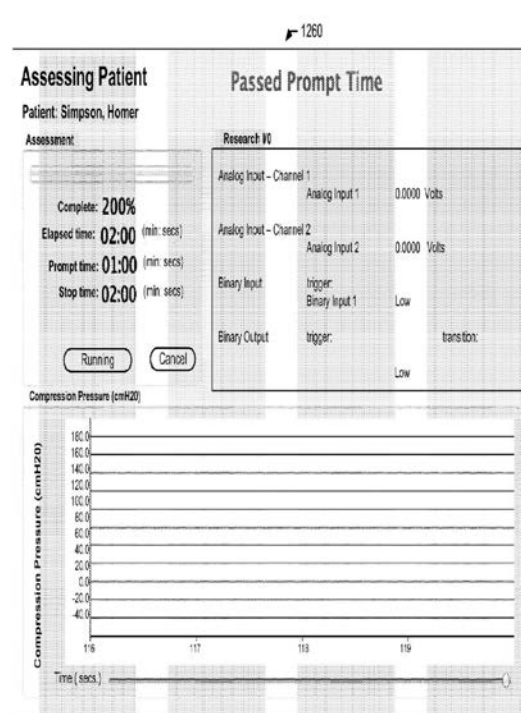 1260
Assessing Patient
Passed Prompt Time
Patient: Simpson, Homer
Assessment
Research I/0
Complete: 200%
Elapsed time: 02:00 (min: secs)
Prompt time: 01:00 (min: secs)
Stop time: 02:00 (min: secs)
Running
Cancel
Analog Input – Channel 1
Analog Input 1 0.0000 Volts
Analog Input – Channel 2
Analog Input 2 0.0000 Volts
Binary Input trigger:
Binary Input 1 Low
Binary Output trigger: transition:
Low
Compression Pressure (cmH20)
Compression Pressure (cmH20)
180.0
160.0
140.0
120.0
100.0
80.0
60.0
40.0
20.0
0.0
-20.0
-40.0
116 117 113 119
Time ( secs.)